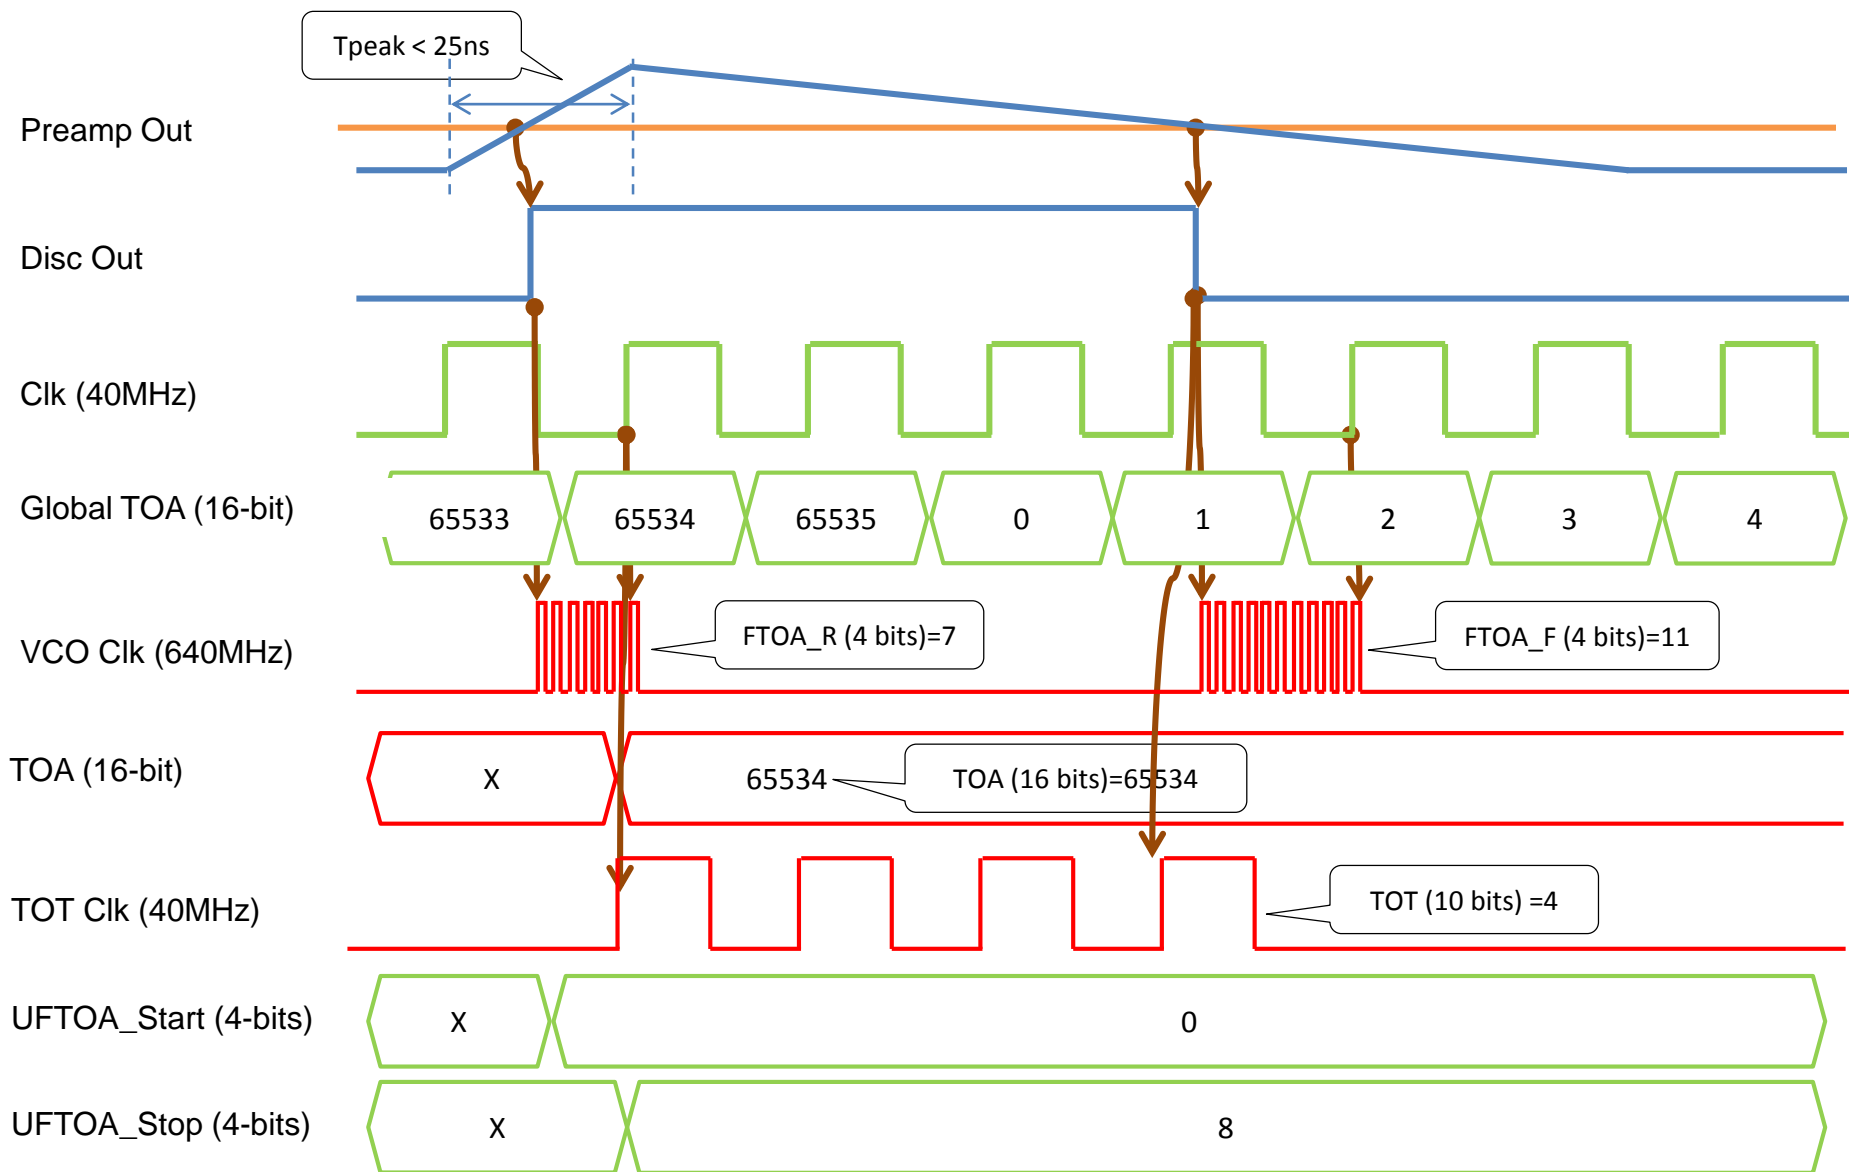 Tpeak < 25ns
Preamp Out
Disc Out
Clk (40MHz)
Global TOA (16-bit)
65533 65534 65535 0 1 2 3 4
VCO Clk (640MHz)
FTOA_R (4 bits)=7
FTOA_F (4 bits)=11
TOA (16-bit)
X
65534
TOA (16 bits)=65534
TOT Clk (40MHz)
TOT (10 bits) =4
UFTOA_Start (4-bits)
X
0
UFTOA_Stop (4-bits)
X
8